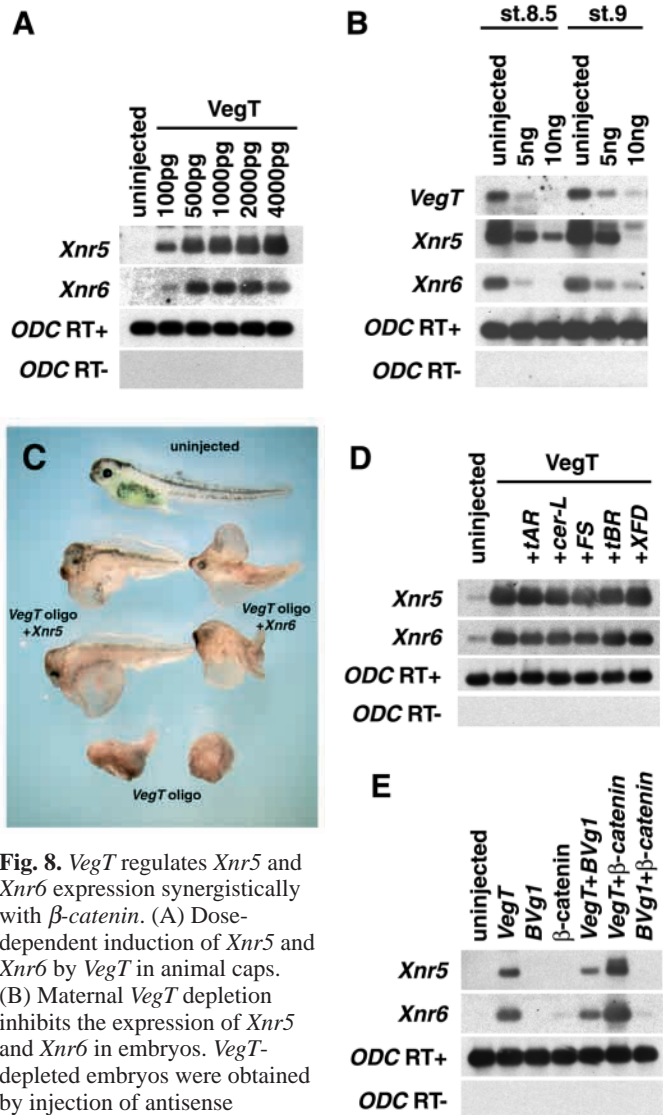 A
VegT
uninjected
100pg
500pg
1000pg
2000pg
4000pg
Xnr5
Xnr6
ODC RT+
ODC RT-
B
st.8.5 st.9
uninjected
5ng
10ng
uninjected
5ng
10ng
VegT
Xnr5
Xnr6
ODC RT+
ODC RT-
C
uninjected
VegT oligo
+Xnr5
VegT oligo
+Xnr6
VegT oligo
D
VegT
uninjected
+tAR
+cer-L
+FS
+tBR
+XFD
Xnr5
Xnr6
ODC RT+
ODC RT-
E
uninjected
VegT
BVg1
β-catenin
VegT+BVg1
VegT+β-catenin
BVg1+β-catenin
Xnr5
Xnr6
ODC RT+
ODC RT-
Fig. 8. VegT regulates Xnr5 and
Xnr6 expression synergistically
with β-catenin. (A) Dose-
dependent induction of Xnr5 and
Xnr6 by VegT in animal caps.
(B) Maternal VegT depletion
inhibits the expression of Xnr5
and Xnr6 in embryos. VegT-
depleted embryos were obtained
by injection of antisense